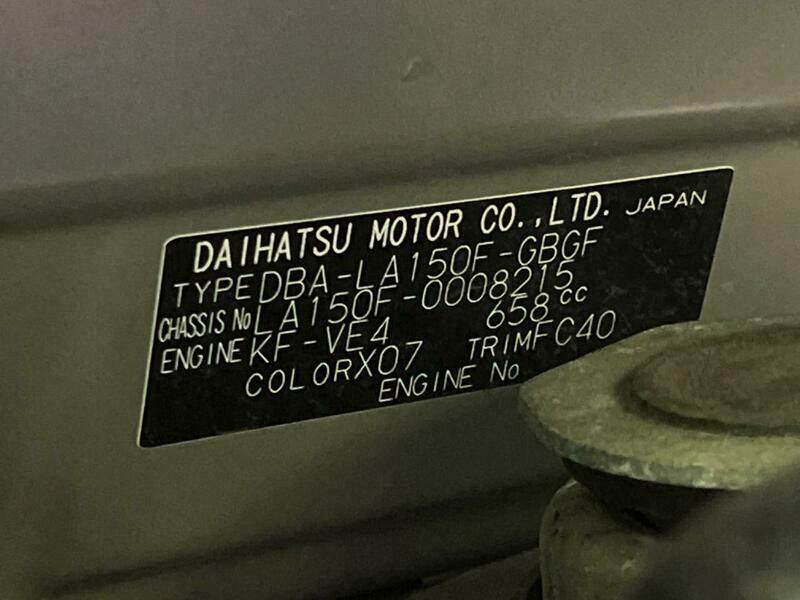 DAIHATSU MOTOR CO.,LTD. JAPAN
TYPE DBA-LA150F-GBGF
CHASSIS No LA150F-0008215
ENGINE KF-VE4 658 cc
COLOR X07 TRIM FC40
ENGINE No